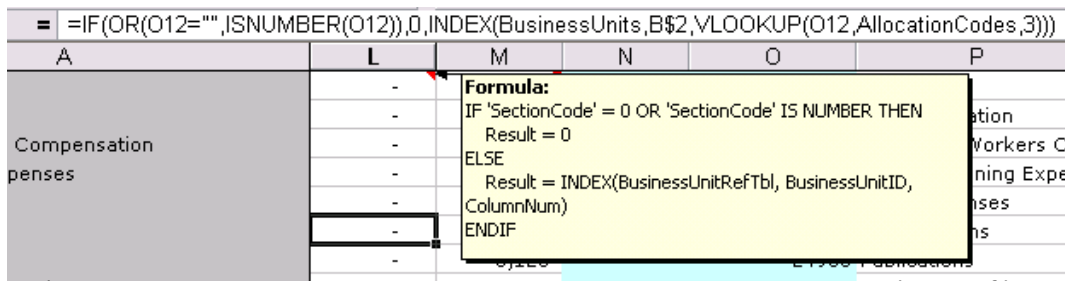 = =IF(OR(O12="",ISNUMBER(O12)),0,INDEX(BusinessUnits,B$2,VLOOKUP(O12,AllocationCodes,3)))
A L M N O P
-
Formula:
IF 'SectionCode' = 0 OR 'SectionCode' IS NUMBER THEN
- ation
Result = 0
Compensation - Workers C
ELSE
penses - ning Expe
Result = INDEX(BusinessUnitRefTbl, BusinessUnitID,
- nses
ColumnNum)
- ns
ENDIF
- Publications